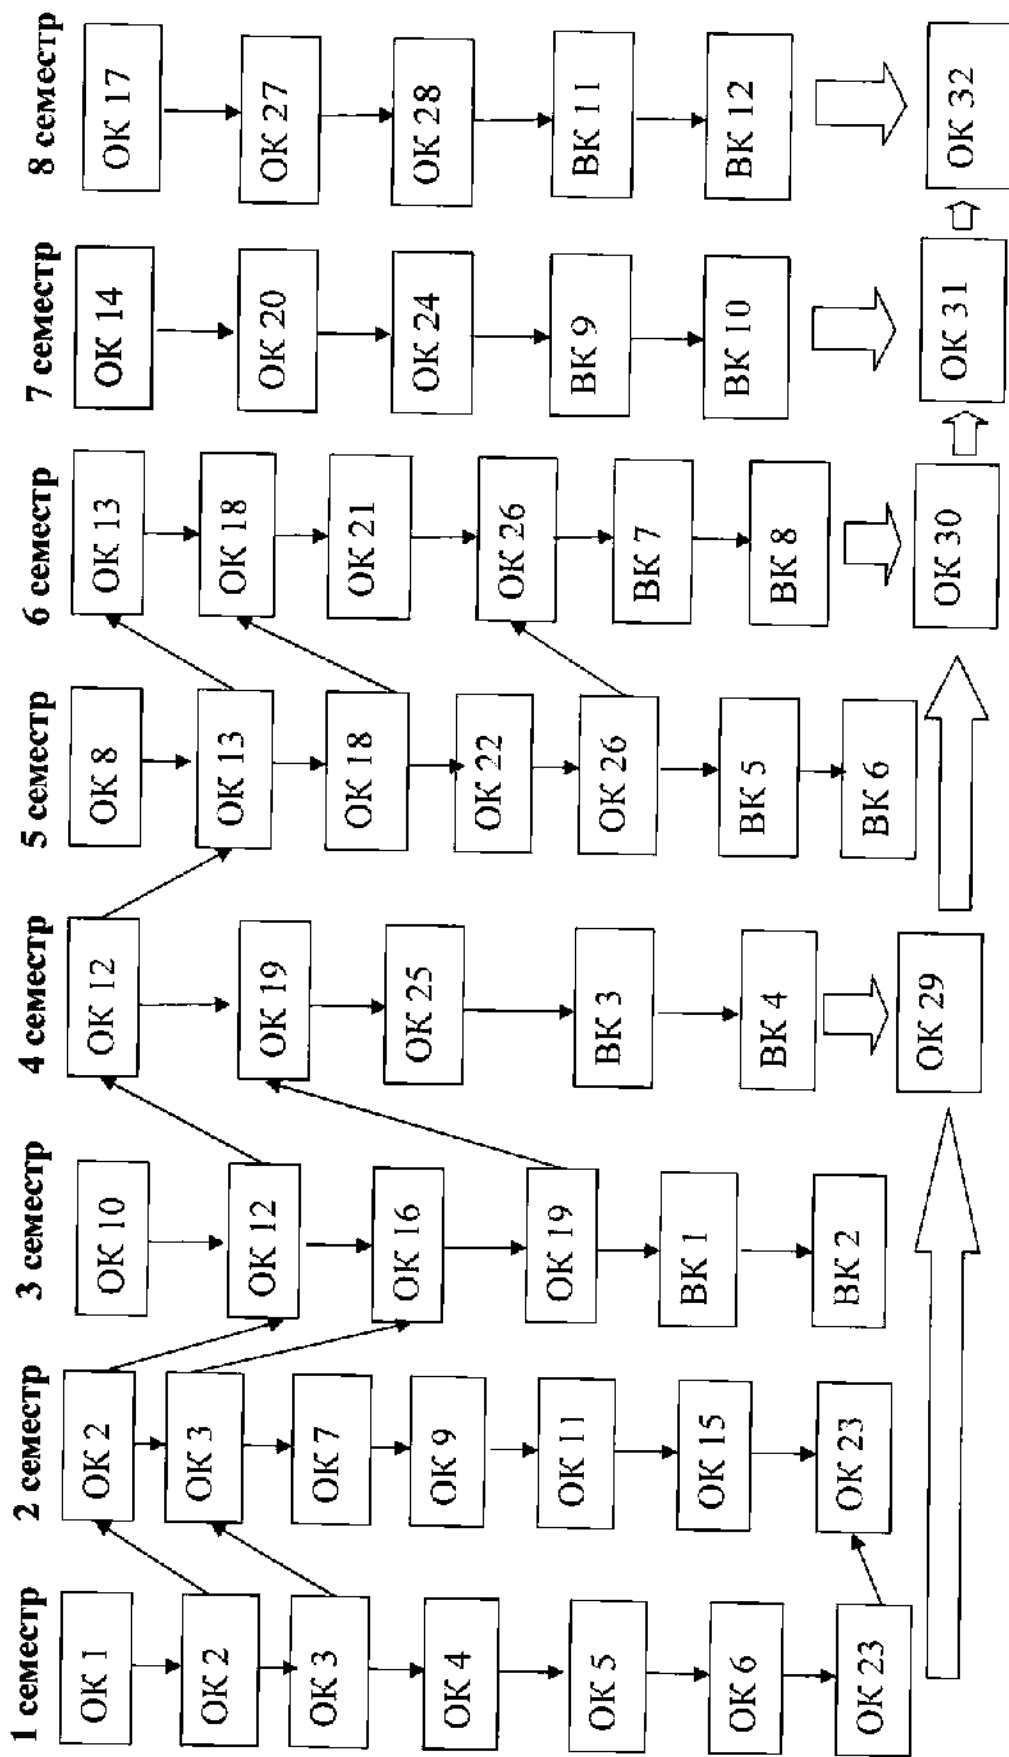 1 семестр
ОК 1
ОК 2
ОК 3
ОК 4
ОК 5
ОК 6
ОК 23
2 семестр
ОК 2
ОК 3
ОК 7
ОК 9
ОК 11
ОК 15
ОК 23
3 семестр
ОК 10
ОК 12
ОК 16
ОК 19
ВК 1
ВК 2
4 семестр
ОК 12
ОК 19
ОК 25
ВК 3
ВК 4
ОК 29
5 семестр
ОК 8
ОК 13
ОК 18
ОК 22
ОК 26
ВК 5
ВК 6
6 семестр
ОК 13
ОК 18
ОК 21
ОК 26
ВК 7
ВК 8
ОК 30
7 семестр
ОК 14
ОК 20
ОК 24
ВК 9
ВК 10
ОК 31
8 семестр
ОК 17
ОК 27
ОК 28
ВК 11
ВК 12
ОК 32